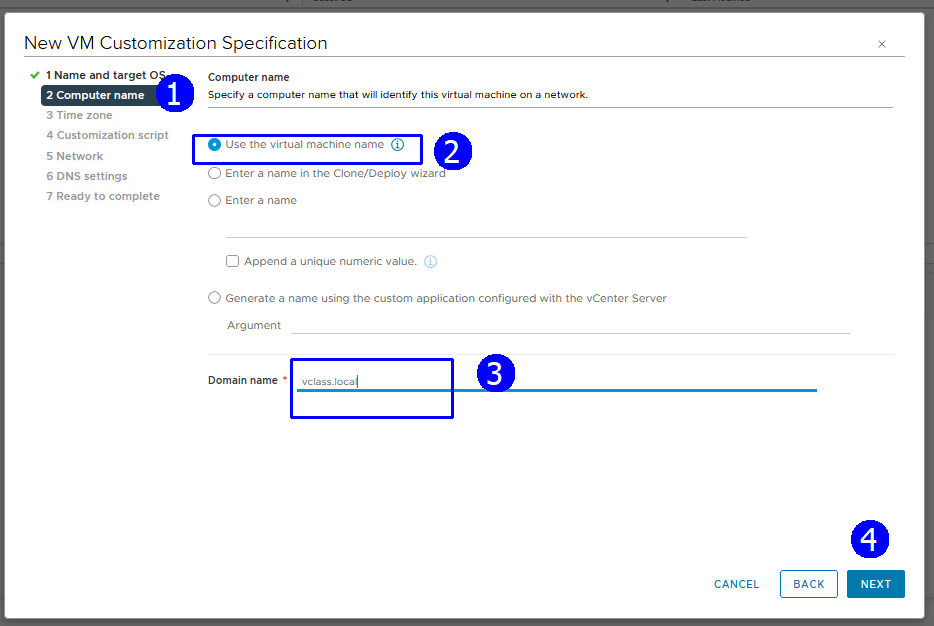 New VM Customization Specification
1 Name and target OS
2 Computer name
3 Time zone
4 Customization script
5 Network
6 DNS settings
7 Ready to complete
1
Computer name
Specify a computer name that will identify this virtual machine on a network.
Use the virtual machine name
2
Enter a name in the Clone/Deploy wizard
Enter a name
Append a unique numeric value.
Generate a name using the custom application configured with the vCenter Server
Argument
Domain name * vclass.local
3
4
CANCEL BACK NEXT